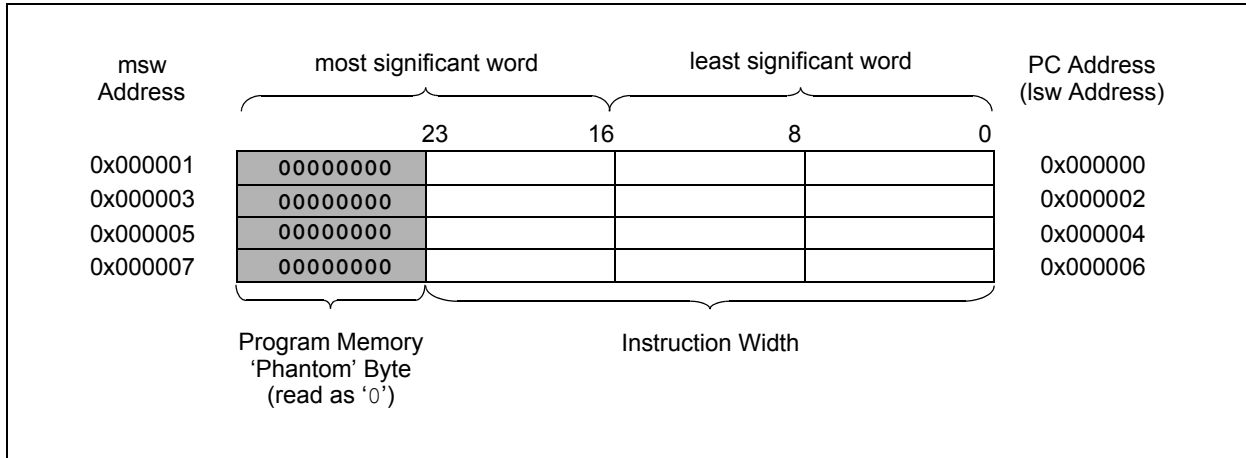 msw
Address
most significant word
least significant word
PC Address
(lsw Address)
23 16 8 0
0x000001 00000000 0x000000
0x000003 00000000 0x000002
0x000005 00000000 0x000004
0x000007 00000000 0x000006
Program Memory
‘Phantom’ Byte
(read as ‘0’)
Instruction Width